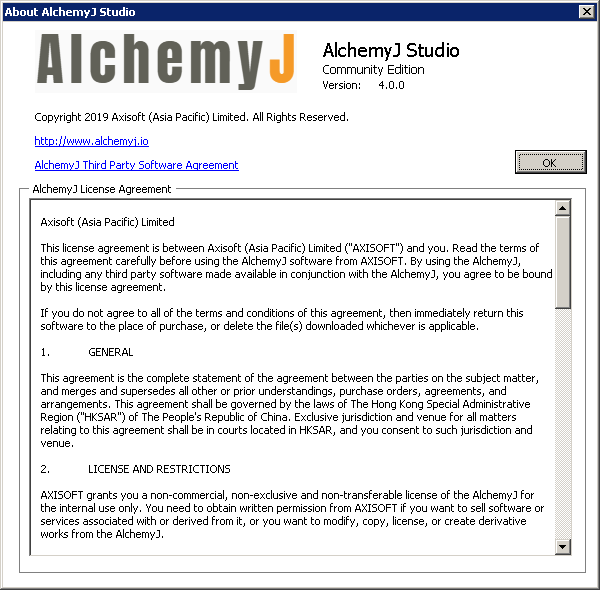 About AlchemyJ Studio
AlchemyJ
AlchemyJ Studio
Community Edition
Version: 4.0.0
Copyright 2019 Axisoft (Asia Pacific) Limited. All Rights Reserved.
http://www.alchemyj.io
AlchemyJ Third Party Software Agreement
OK
AlchemyJ License Agreement
Axisoft (Asia Pacific) Limited
This license agreement is between Axisoft (Asia Pacific) Limited ("AXISOFT") and you. Read the terms of
this agreement carefully before using the AlchemyJ software from AXISOFT. By using the AlchemyJ,
including any third party software made available in conjunction with the AlchemyJ, you agree to be bound
by this license agreement.
If you do not agree to all of the terms and conditions of this agreement, then immediately return this
software to the place of purchase, or delete the file(s) downloaded whichever is applicable.
1. GENERAL
This agreement is the complete statement of the agreement between the parties on the subject matter,
and merges and supersedes all other or prior understandings, purchase orders, agreements, and
arrangements. This agreement shall be governed by the laws of The Hong Kong Special Administrative
Region ("HKSAR") of The People's Republic of China. Exclusive jurisdiction and venue for all matters
relating to this agreement shall be in courts located in HKSAR, and you consent to such jurisdiction and
venue.
2. LICENSE AND RESTRICTIONS
AXISOFT grants you a non-commercial, non-exclusive and non-transferable license of the AlchemyJ for
the internal use only. You need to obtain written permission from AXISOFT if you want to sell software or
services associated with or derived from it, or you want to modify, copy, license, or create derivative
works from the AlchemyJ.